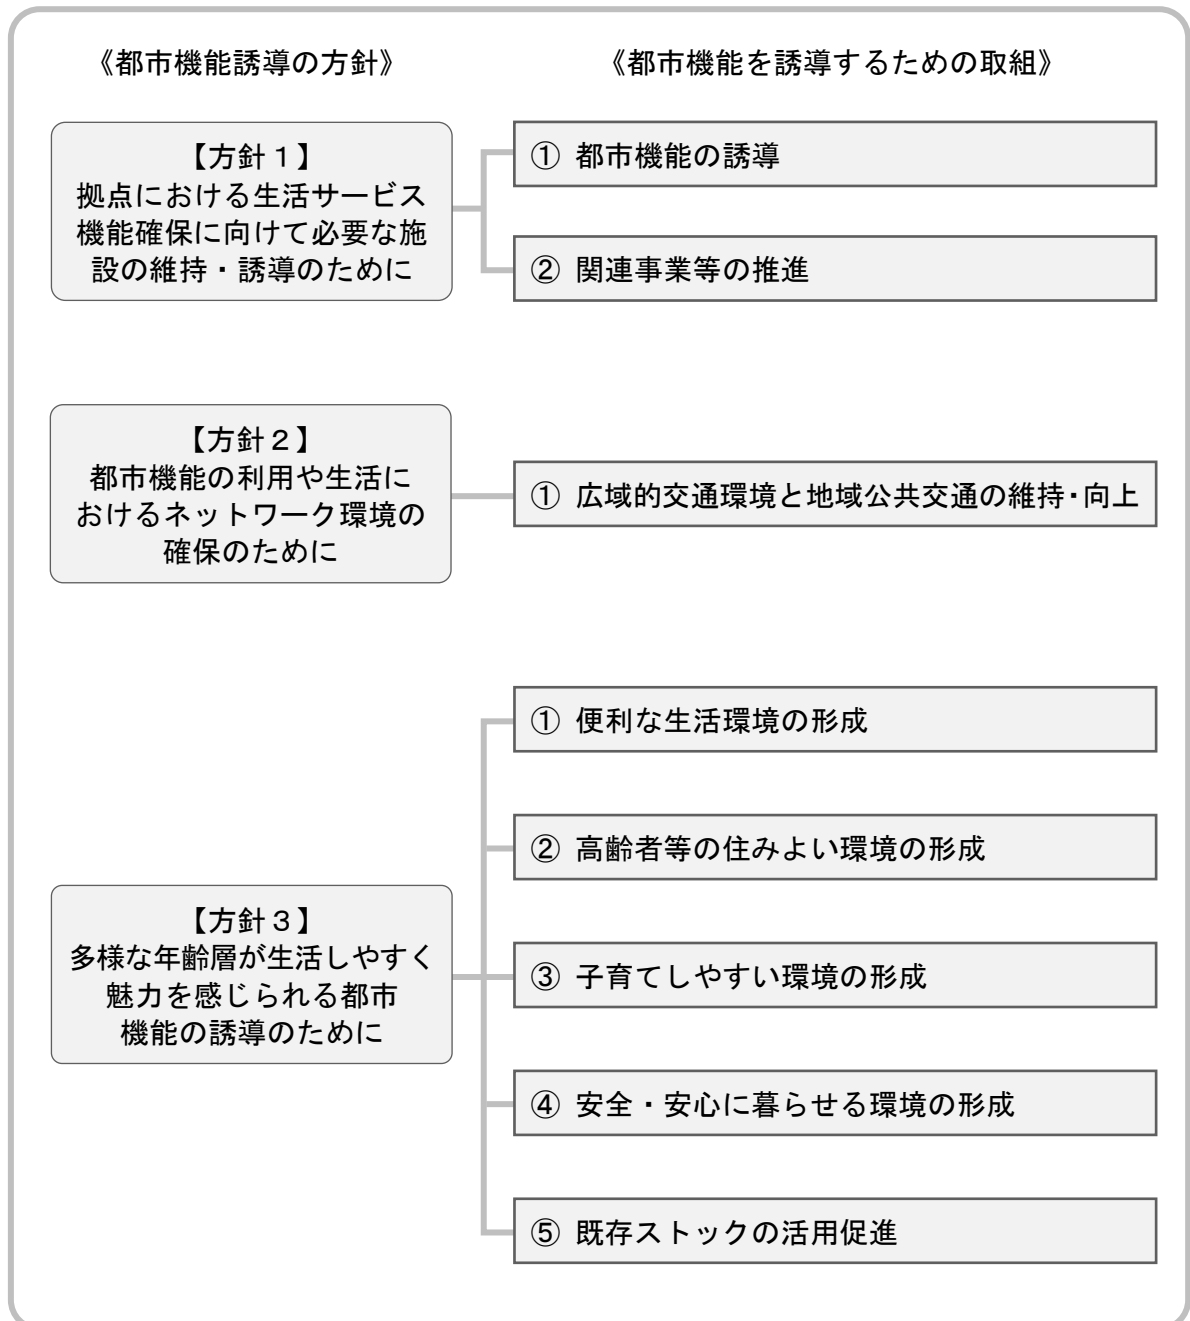 《都市機能誘導の方針》
《都市機能を誘導するための取組》
【方針１】
拠点における生活サービス
機能確保に向けて必要な施
設の維持・誘導のために
① 都市機能の誘導
② 関連事業等の推進
【方針２】
都市機能の利用や生活に
おけるネットワーク環境の
確保のために
① 広域的交通環境と地域公共交通の維持・向上
【方針３】
多様な年齢層が生活しやすく
魅力を感じられる都市
機能の誘導のために
① 便利な生活環境の形成
② 高齢者等の住みよい環境の形成
③ 子育てしやすい環境の形成
④ 安全・安心に暮らせる環境の形成
⑤ 既存ストックの活用促進